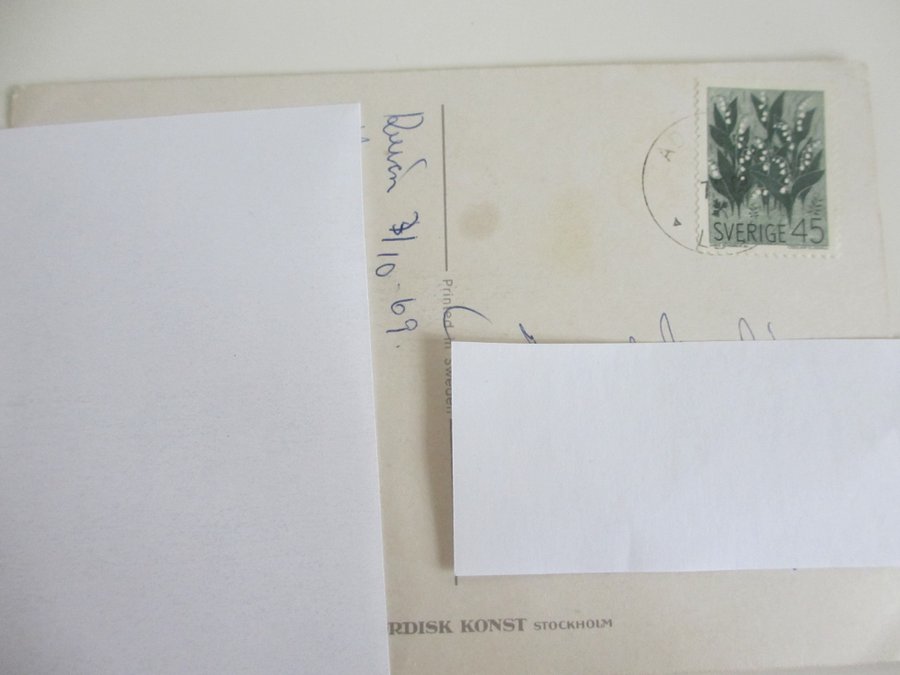 7/10-69.
Printed in Sweden
SVERIGE 45
RDISK KONST STOCKHOLM